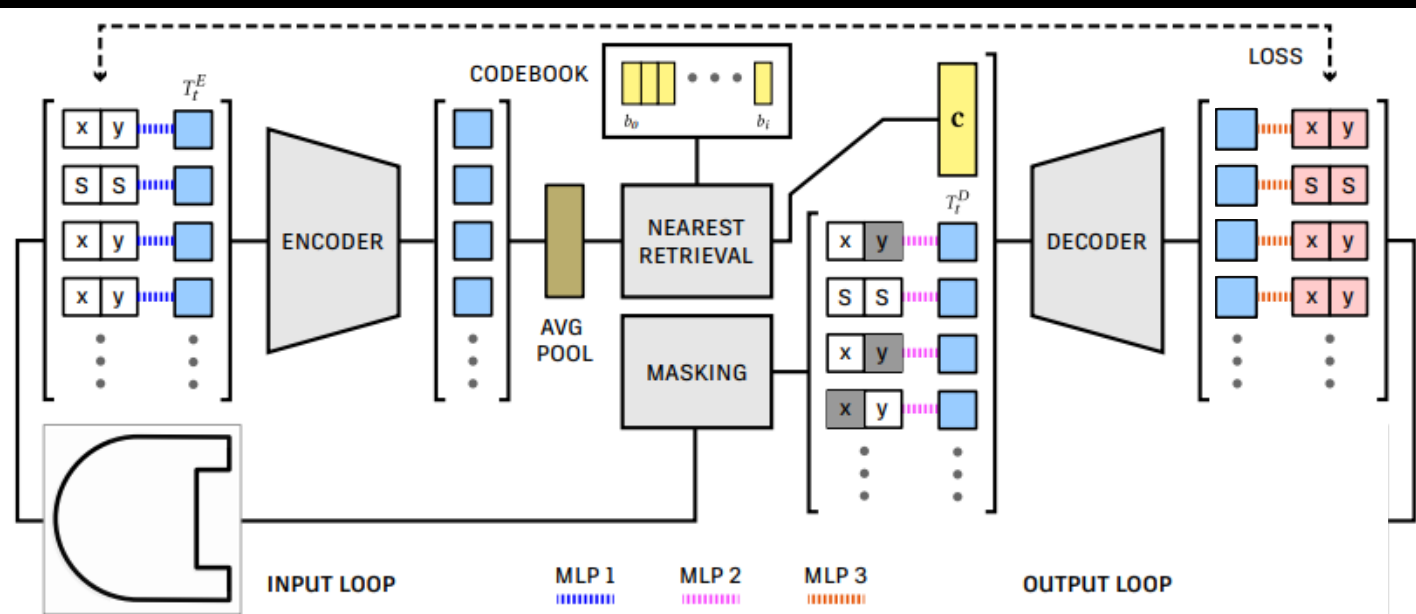 LOSS
CODEBOOK
T_t^E
b_o b_i
c
x y
S S
x y
x y
ENCODER
AVG
POOL
NEAREST
RETRIEVAL
MASKING
T_t^D
x y
S S
x y
x y
DECODER
x y
S S
x y
x y
INPUT LOOP
MLP 1
MLP 2
MLP 3
OUTPUT LOOP